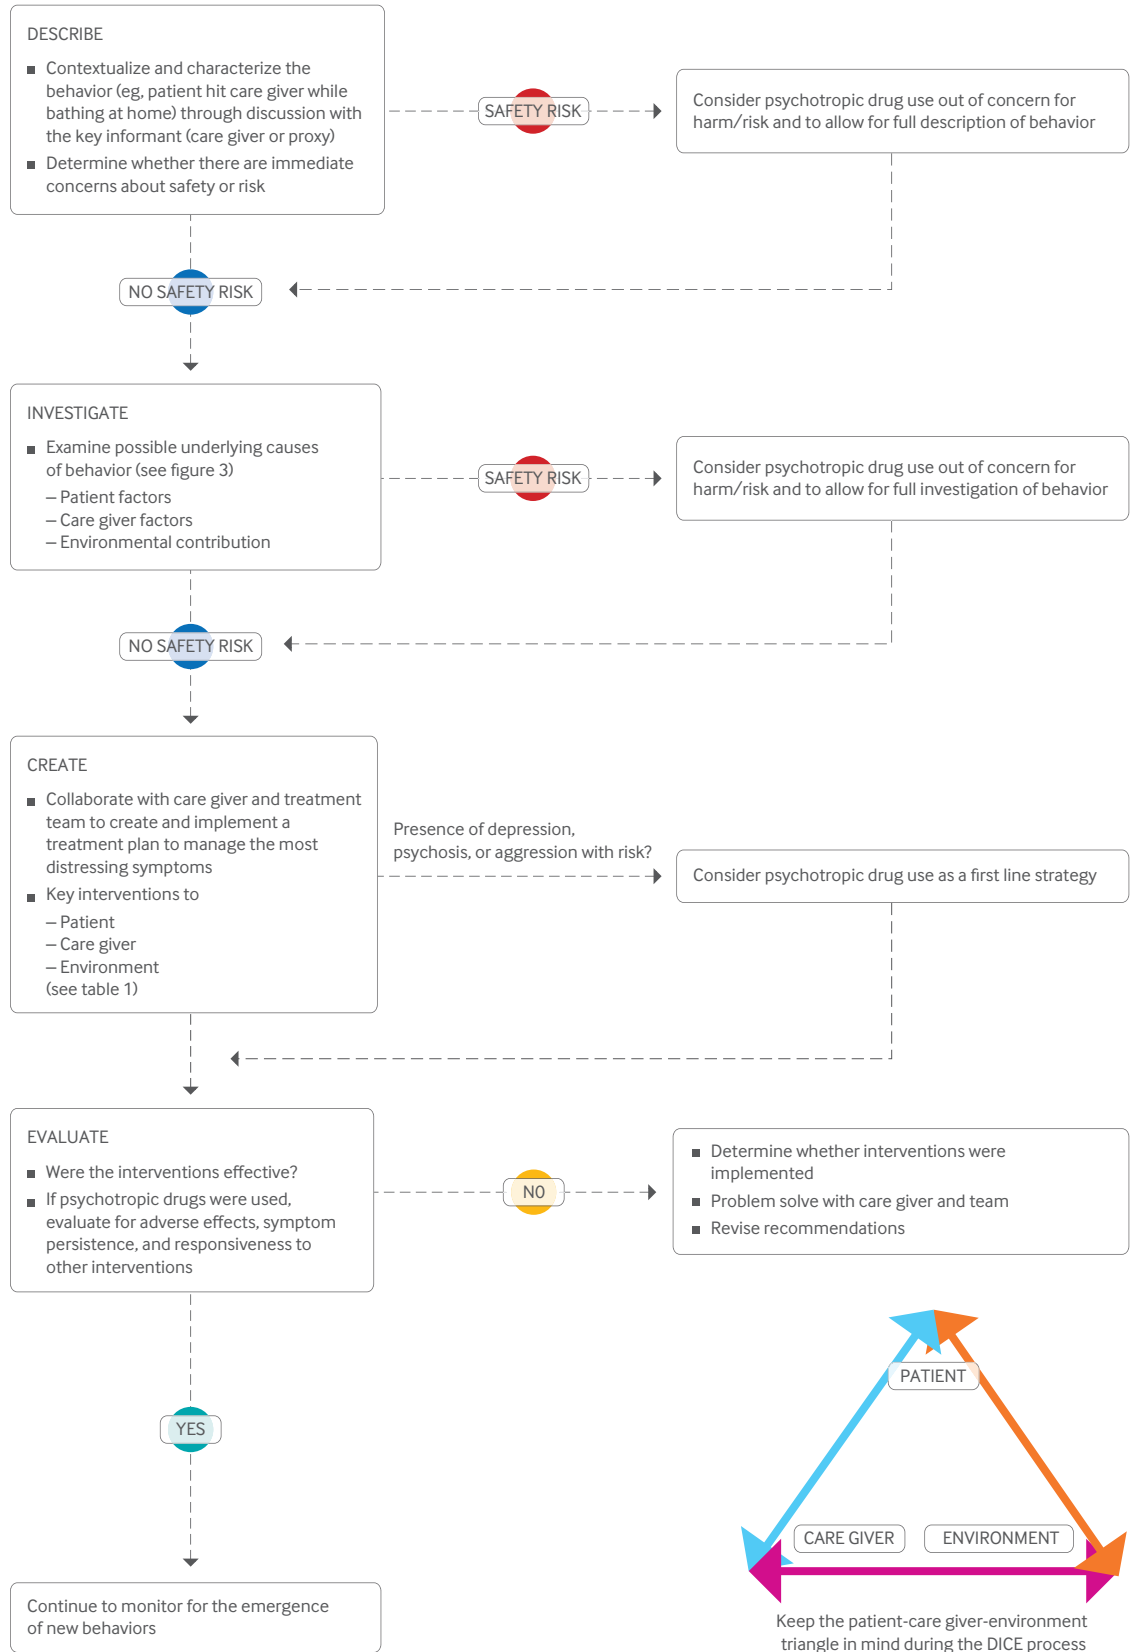 DESCRIBE
■ Contextualize and characterize the
behavior (eg, patient hit care giver while
bathing at home) through discussion with
the key informant (care giver or proxy)
■ Determine whether there are immediate
concerns about safety or risk
SAFETY RISK
Consider psychotropic drug use out of concern for
harm/risk and to allow for full description of behavior
NO SAFETY RISK
INVESTIGATE
■ Examine possible underlying causes
of behavior (see figure 3)
– Patient factors
– Care giver factors
– Environmental contribution
SAFETY RISK
Consider psychotropic drug use out of concern for
harm/risk and to allow for full investigation of behavior
NO SAFETY RISK
CREATE
■ Collaborate with care giver and treatment
team to create and implement a
treatment plan to manage the most
distressing symptoms
■ Key interventions to
– Patient
– Care giver
– Environment
(see table 1)
Presence of depression,
psychosis, or aggression with risk?
Consider psychotropic drug use as a first line strategy
EVALUATE
■ Were the interventions effective?
■ If psychotropic drugs were used,
evaluate for adverse effects, symptom
persistence, and responsiveness to
other interventions
NO
■ Determine whether interventions were
implemented
■ Problem solve with care giver and team
■ Revise recommendations
YES
Continue to monitor for the emergence
of new behaviors
PATIENT
CARE GIVER
ENVIRONMENT
Keep the patient-care giver-environment
triangle in mind during the DICE process